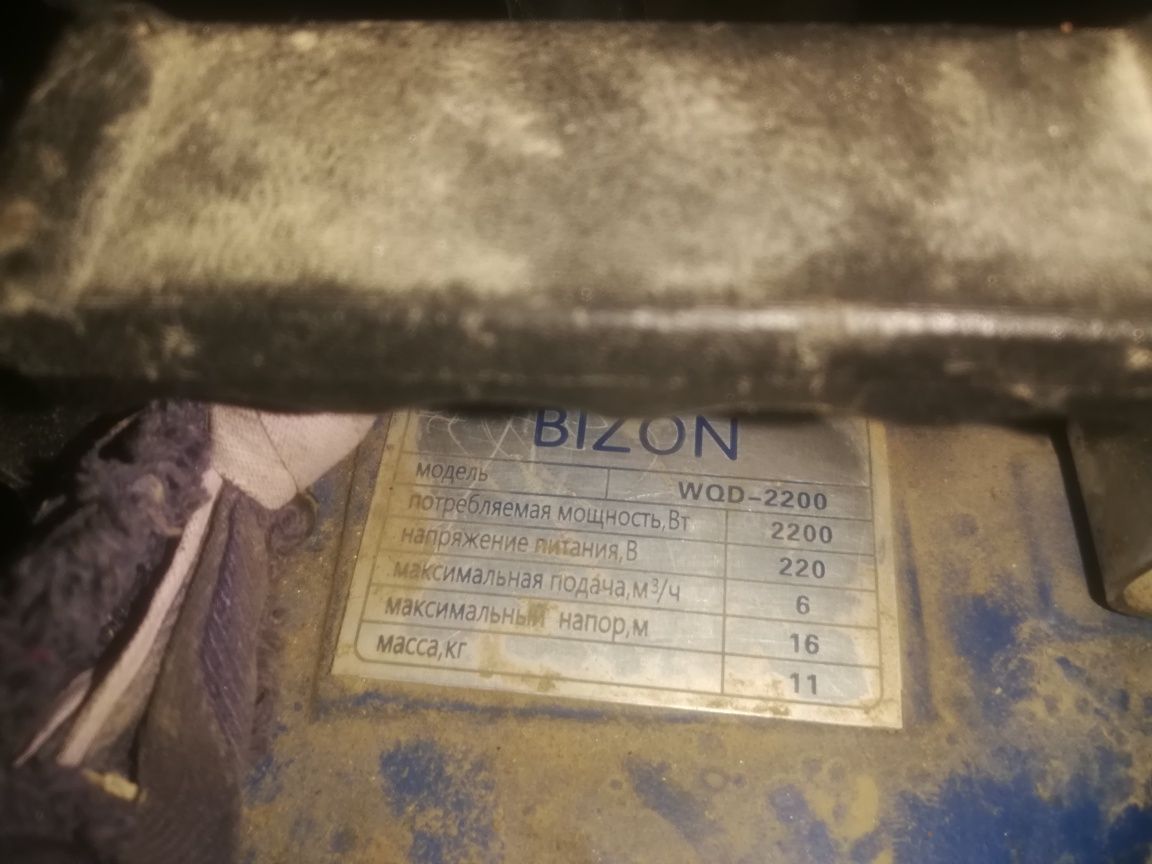 BIZON
модель WQD-2200
потребляемая мощность,Вт 2200
напряжение питания,В 220
максимальная подача,м³/ч 6
максимальный напор,м 16
масса,кг 11